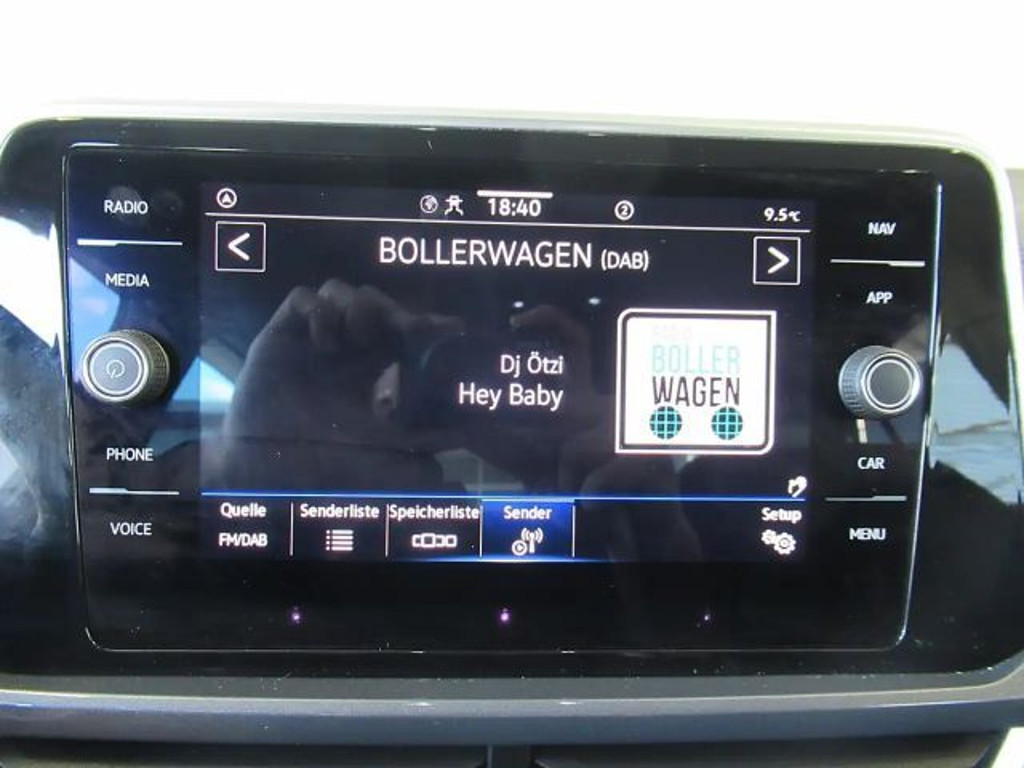 RADIO
MEDIA
PHONE
VOICE
18:40
2
9.5°C
<
BOLLERWAGEN (DAB)
>
Dj Ötzi
Hey Baby
BOLLER
WAGEN
Quelle
FM/DAB
Senderliste
Speicherliste
Sender
Setup
NAV
APP
CAR
MENU